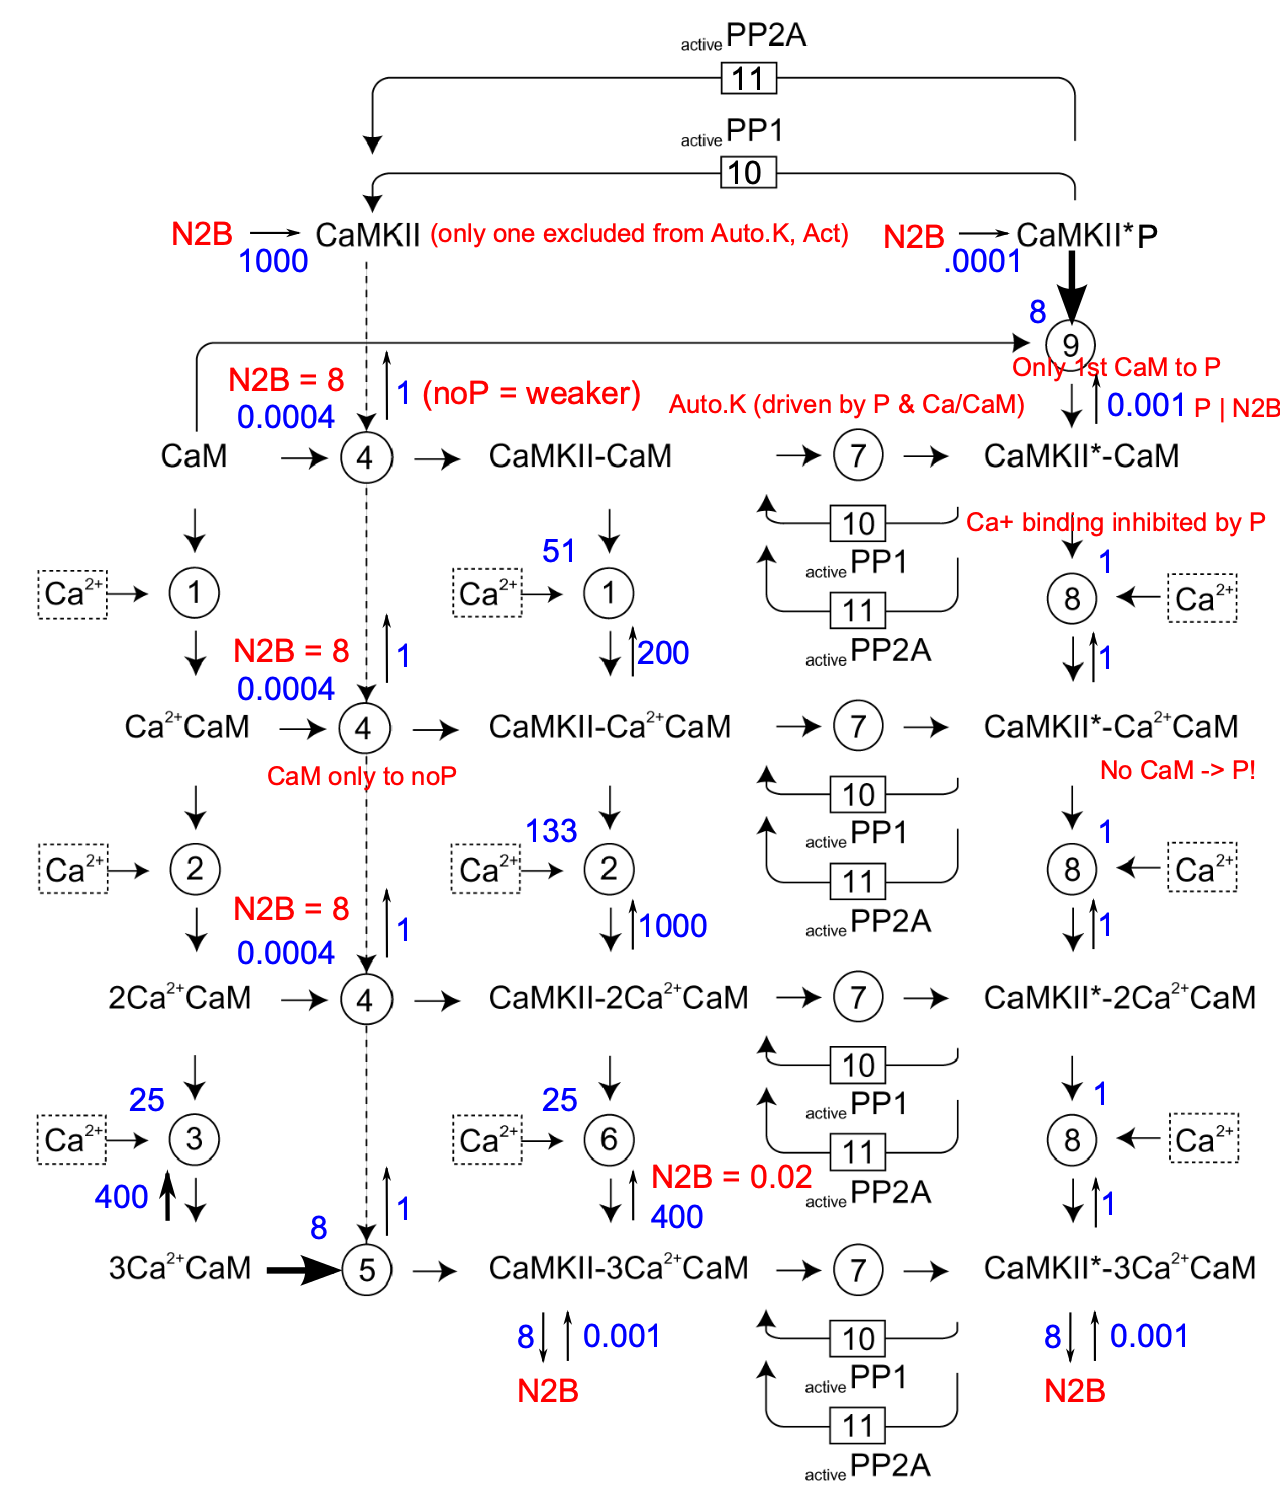 active PP2A
11
active PP1
10
N2B
1000
CaMKII (only one excluded from Auto.K, Act)
N2B
.0001
CaMKII*P
8
9
Only 1st CaM to P
N2B = 8
0.0004
1 (noP = weaker)
Auto.K (driven by P & Ca/CaM)
0.001 P | N2B
CaM
4
CaMKII-CaM
7
CaMKII*-CaM
10
active PP1
11
active PP2A
Ca+ binding inhibited by P
Ca²⁺
1
51
Ca²⁺
1
1
8
Ca²⁺
N2B = 8
0.0004
1
200
1
Ca²⁺CaM
4
CaMKII-Ca²⁺CaM
7
CaMKII*-Ca²⁺CaM
CaM only to noP
10
active PP1
11
active PP2A
No CaM -> P!
Ca²⁺
2
133
Ca²⁺
2
1
8
Ca²⁺
N2B = 8
0.0004
1
1000
1
2Ca²⁺CaM
4
CaMKII-2Ca²⁺CaM
7
CaMKII*-2Ca²⁺CaM
10
active PP1
11
active PP2A
25
Ca²⁺
3
25
Ca²⁺
6
1
8
Ca²⁺
400
8
1
N2B = 0.02
400
1
3Ca²⁺CaM
5
CaMKII-3Ca²⁺CaM
7
CaMKII*-3Ca²⁺CaM
8
0.001
N2B
10
active PP1
11
active PP2A
8
0.001
N2B